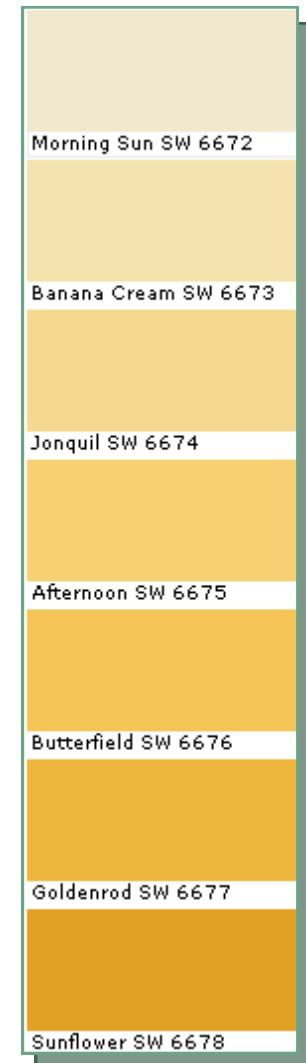 Morning Sun SW 6672
Banana Cream SW 6673
Jonquil SW 6674
Afternoon SW 6675
Butterfield SW 6676
Goldenrod SW 6677
Sunflower SW 6678